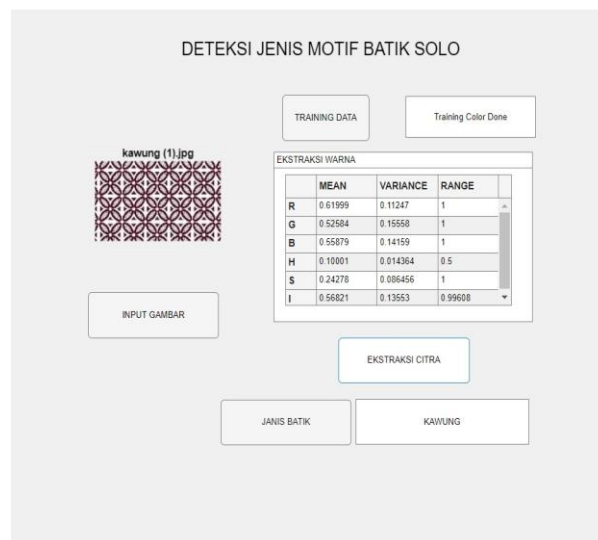 DETEKSI JENIS MOTIF BATIK SOLO
TRAINING DATA
Training Color Done
kawung (1).jpg
EKSTRAKSI WARNA
MEAN VARIANCE RANGE
R 0.61999 0.11247 1
G 0.52584 0.15558 1
B 0.55879 0.14159 1
H 0.10001 0.014364 0.5
S 0.24278 0.086456 1
I 0.56821 0.13553 0.99608
INPUT GAMBAR
EKSTRAKSI CITRA
JANIS BATIK
KAWUNG